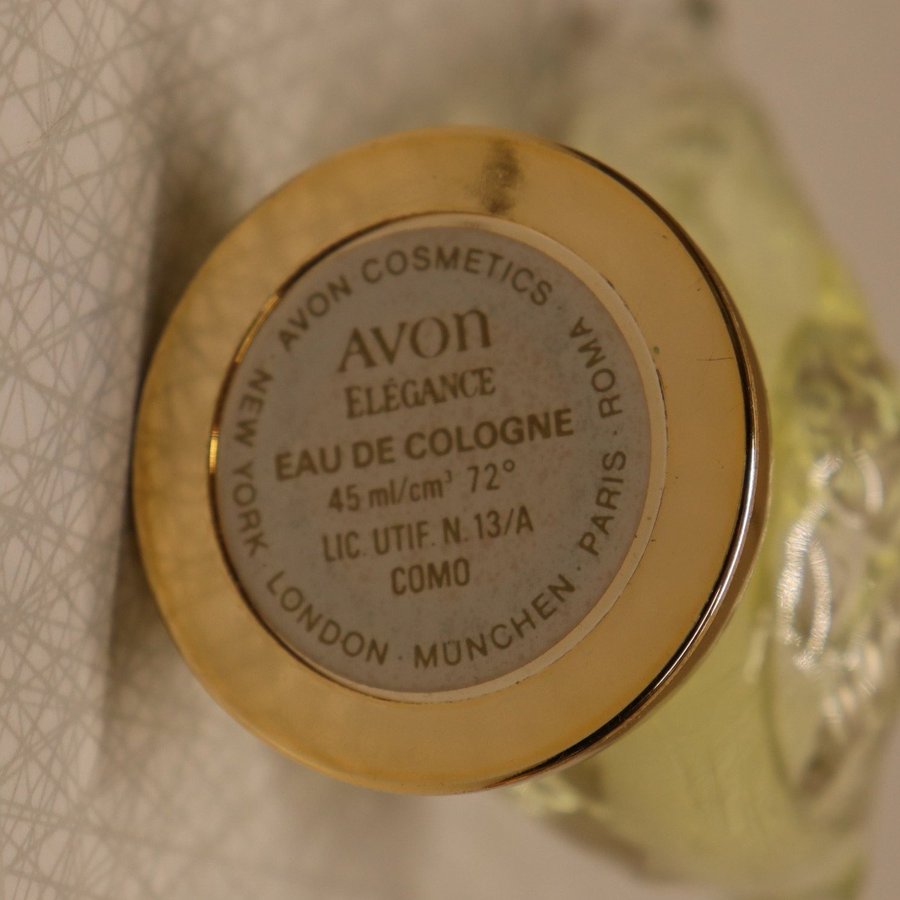 AVON COSMETICS · ROMA · PARIS · MÜNCHEN · LONDON · NEW YORK ·
AVON
ELÉGANCE
EAU DE COLOGNE
45 ml/cm³ 72°
LIC. UTIF. N. 13/A
COMO